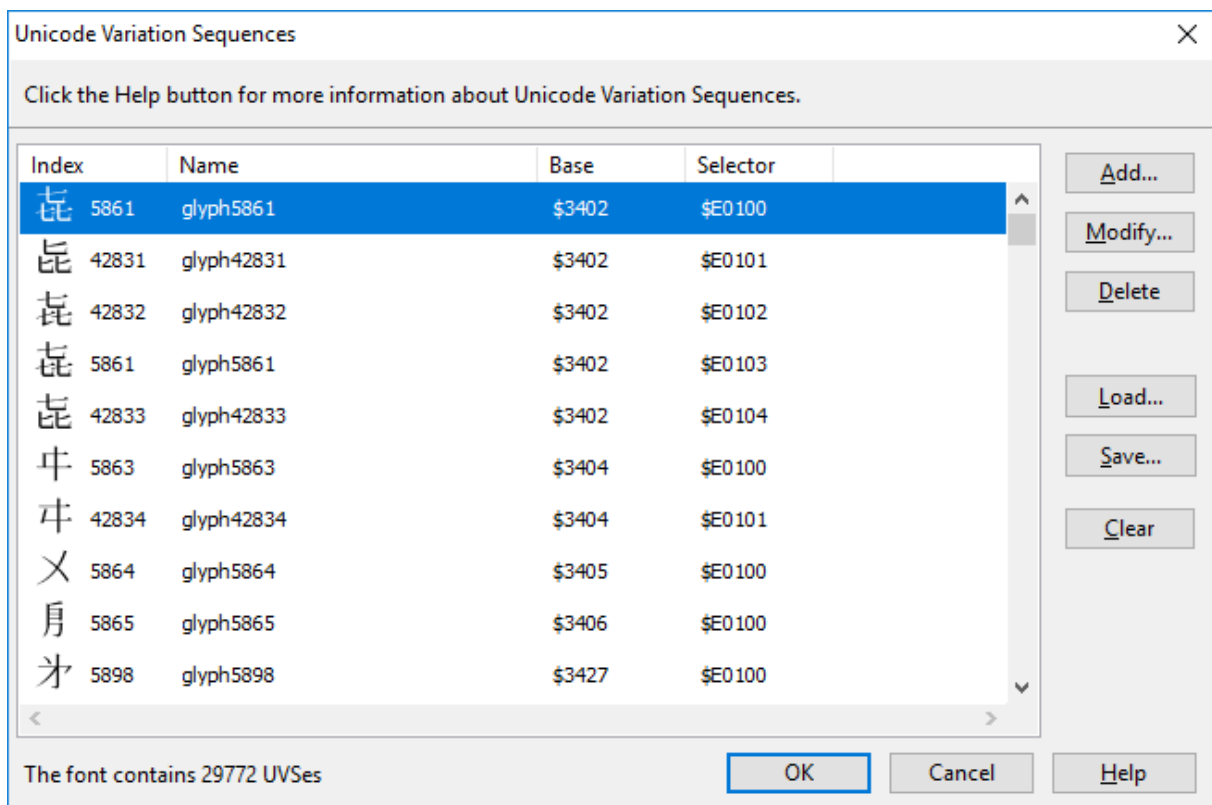 Unicode Variation Sequences
Click the Help button for more information about Unicode Variation Sequences.
Index Name Base Selector
㐂 5861 glyph5861 $3402 $E0100
42831 glyph42831 $3402 $E0101
42832 glyph42832 $3402 $E0102
㐂 5861 glyph5861 $3402 $E0103
42833 glyph42833 $3402 $E0104
㐄 5863 glyph5863 $3404 $E0100
42834 glyph42834 $3404 $E0101
㐅 5864 glyph5864 $3405 $E0100
㐆 5865 glyph5865 $3406 $E0100
㐧 5898 glyph5898 $3427 $E0100
Add...
Modify...
Delete
Load...
Save...
Clear
The font contains 29772 UVSes
OK Cancel Help